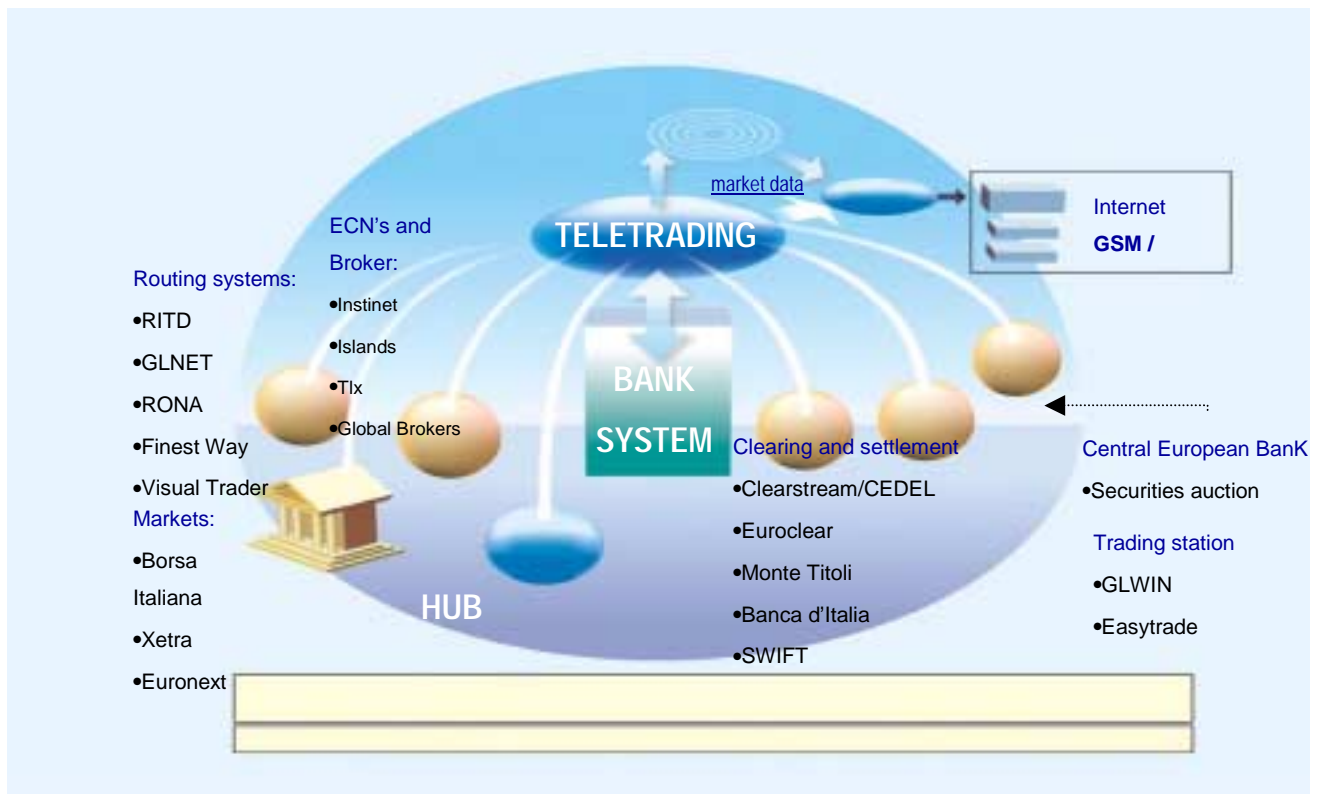 market data
Internet
GSM /
TELETRADING
ECN's and
Broker:
•Instinet
•Islands
•Tlx
•Global Brokers
Routing systems:
•RITD
•GLNET
•RONA
•Finest Way
•Visual Trader
Markets:
•Borsa
Italiana
•Xetra
•Euronext
BANK
SYSTEM
HUB
Clearing and settlement
•Clearstream/CEDEL
•Euroclear
•Monte Titoli
•Banca d'Italia
•SWIFT
Central European BanK
•Securities auction
Trading station
•GLWIN
•Easytrade